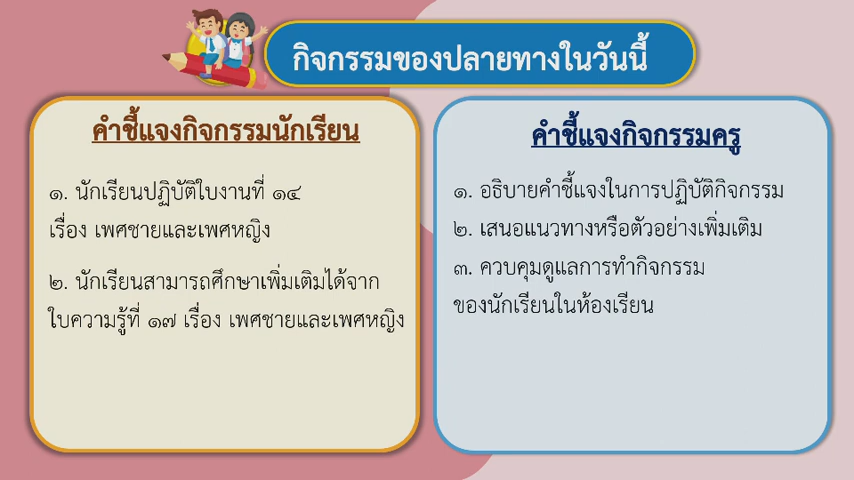 กิจกรรมของปลายทางในวันนี้
คำชี้แจงกิจกรรมนักเรียน
๑. นักเรียนปฏิบัติใบงานที่ ๑๔
เรื่อง เพศชายและเพศหญิง
๒. นักเรียนสามารถศึกษาเพิ่มเติมได้จาก
ใบความรู้ที่ ๑๗ เรื่อง เพศชายและเพศหญิง
คำชี้แจงกิจกรรมครู
๑. อธิบายคำชี้แจงในการปฏิบัติกิจกรรม
๒. เสนอแนวทางหรือตัวอย่างเพิ่มเติม
๓. ควบคุมดูแลการทำกิจกรรม
ของนักเรียนในห้องเรียน